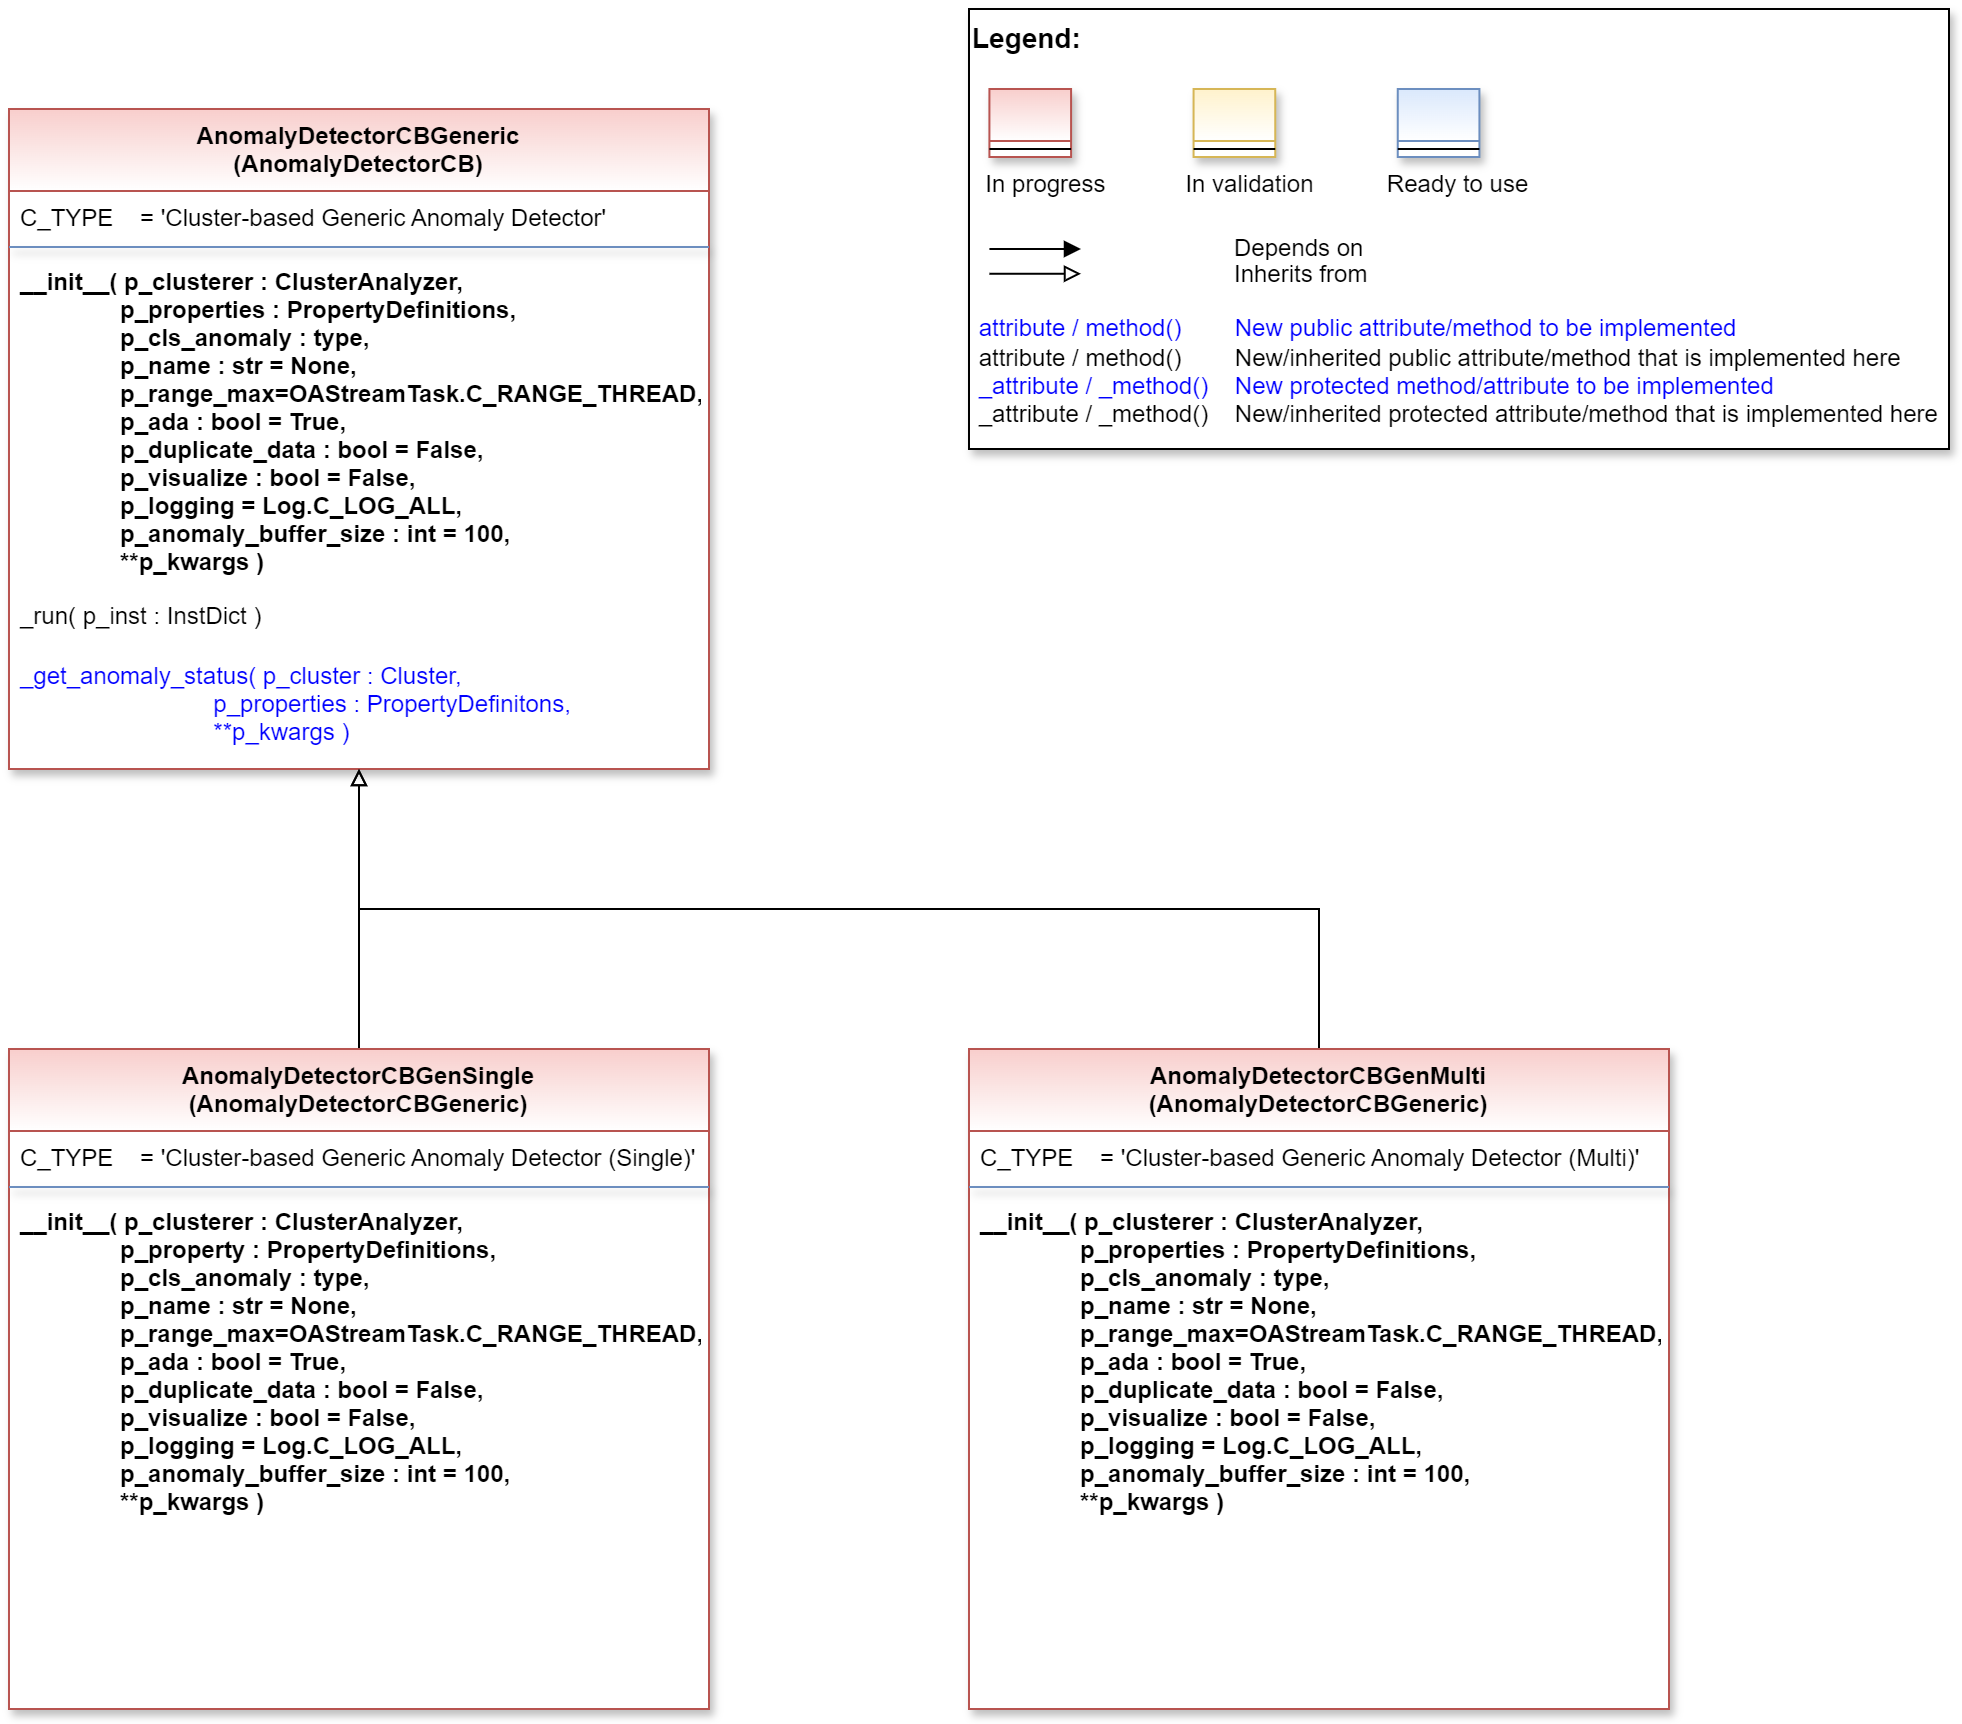 Legend:
In progress
In validation
Ready to use
Depends on
Inherits from
attribute / method() New public attribute/method to be implemented
attribute / method() New/inherited public attribute/method that is implemented here
_attribute / _method() New protected method/attribute to be implemented
_attribute / _method() New/inherited protected attribute/method that is implemented here
AnomalyDetectorCBGeneric
(AnomalyDetectorCB)
C_TYPE = 'Cluster-based Generic Anomaly Detector'
__init__( p_clusterer : ClusterAnalyzer,
p_properties : PropertyDefinitions,
p_cls_anomaly : type,
p_name : str = None,
p_range_max=OAStreamTask.C_RANGE_THREAD,
p_ada : bool = True,
p_duplicate_data : bool = False,
p_visualize : bool = False,
p_logging = Log.C_LOG_ALL,
p_anomaly_buffer_size : int = 100,
**p_kwargs )
_run( p_inst : InstDict )
_get_anomaly_status( p_cluster : Cluster,
p_properties : PropertyDefinitons,
**p_kwargs )
AnomalyDetectorCBGenSingle
(AnomalyDetectorCBGeneric)
C_TYPE = 'Cluster-based Generic Anomaly Detector (Single)'
__init__( p_clusterer : ClusterAnalyzer,
p_property : PropertyDefinitions,
p_cls_anomaly : type,
p_name : str = None,
p_range_max=OAStreamTask.C_RANGE_THREAD,
p_ada : bool = True,
p_duplicate_data : bool = False,
p_visualize : bool = False,
p_logging = Log.C_LOG_ALL,
p_anomaly_buffer_size : int = 100,
**p_kwargs )
AnomalyDetectorCBGenMulti
(AnomalyDetectorCBGeneric)
C_TYPE = 'Cluster-based Generic Anomaly Detector (Multi)'
__init__( p_clusterer : ClusterAnalyzer,
p_properties : PropertyDefinitions,
p_cls_anomaly : type,
p_name : str = None,
p_range_max=OAStreamTask.C_RANGE_THREAD,
p_ada : bool = True,
p_duplicate_data : bool = False,
p_visualize : bool = False,
p_logging = Log.C_LOG_ALL,
p_anomaly_buffer_size : int = 100,
**p_kwargs )